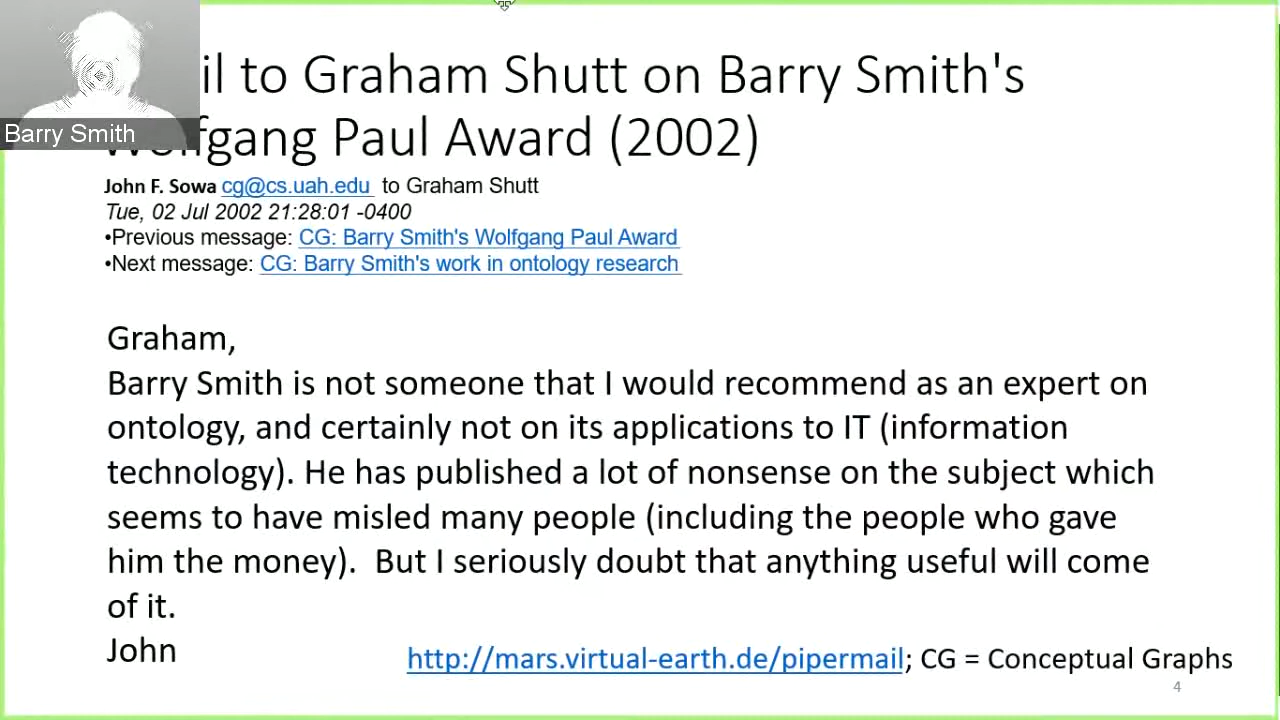 il to Graham Shutt on Barry Smith's
Barry Smith
Wolfgang Paul Award (2002)
John F. Sowa cg@cs.uah.edu to Graham Shutt
Tue, 02 Jul 2002 21:28:01 -0400
•Previous message: CG: Barry Smith's Wolfgang Paul Award
•Next message: CG: Barry Smith's work in ontology research
Graham,
Barry Smith is not someone that I would recommend as an expert on
ontology, and certainly not on its applications to IT (information
technology). He has published a lot of nonsense on the subject which
seems to have misled many people (including the people who gave
him the money).  But I seriously doubt that anything useful will come
of it.
John
http://mars.virtual-earth.de/pipermail; CG = Conceptual Graphs
4